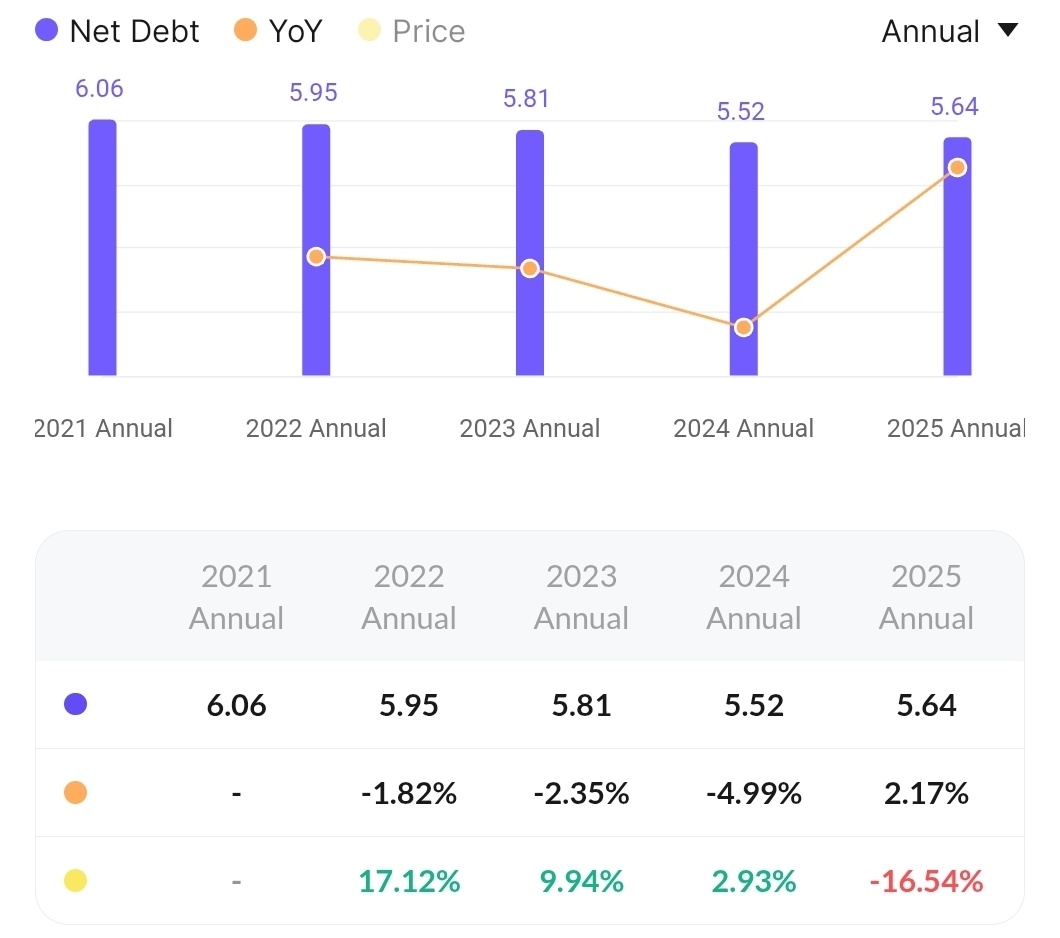 Net Debt YoY Price Annual
6.06 5.95 5.81 5.52 5.64
2021 Annual 2022 Annual 2023 Annual 2024 Annual 2025 Annual
2021 2022 2023 2024 2025
Annual Annual Annual Annual Annual
6.06 5.95 5.81 5.52 5.64
- -1.82% -2.35% -4.99% 2.17%
- 17.12% 9.94% 2.93% -16.54%